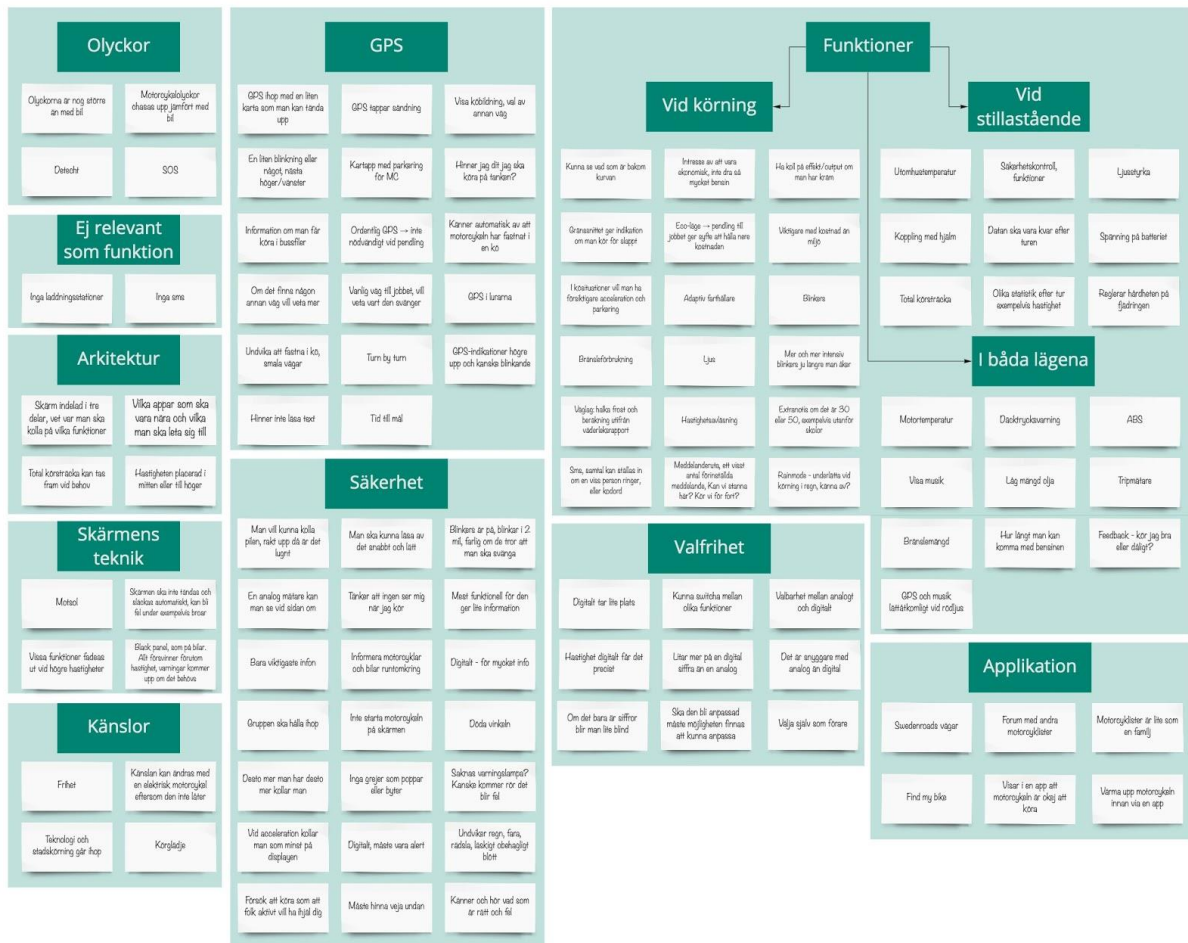 Olyckor
Olyckorna är nog större
än med bil
Motorcykelolyckor
chasas upp jämfört med
bil
Detecht
SOS
Ej relevant
som funktion
Inga laddningsstationer
Inga sms
Arkitektur
Skärm indelad i tre
delar, vet var man ska
kolla på vilka funktioner
Vilka appar som ska
vara nära och vilka
man ska leta sig till
Total körsträcka kan tas
fram vid behov
Hastigheten placerad i
mitten eller till höger
Skärmens
teknik
Motsol
Skärmen ska inte tändas och
släckas automatiskt, kan bli
fel under exempelvis broar
Vissa funktioner fadeas
ut vid högre hastigheter
Black panel, som på bilar.
Allt försvinner förutom
hastighet, varningar kommer
upp om det behövs
Känslor
Frihet
Känslan kan ändras med
en elektrisk motorcykel
eftersom den inte låter
Teknologi och
stadskörning går ihop
Körglädje
GPS
GPS ihop med en liten
karta som man kan tända
upp
GPS tappar sändning
Visa köbildning, val av
annan väg
En liten blinkning eller
något, nästa
höger/vänster
Kartapp med parkering
för MC
Hinner jag dit jag ska
köra på tanken?
Information om man får
köra i bussfiler
Ordentlig GPS → inte
nödvändigt vid pendling
Känner automatisk av att
motorcykeln har fastnat i
en kö
Om det finns någon
annan väg vill veta mer
Vanlig väg till jobbet, vill
veta vart den svänger
GPS i lurarna
Undvika att fastna i kö,
smala vägar
Turn by turn
GPS-indikationer högre
upp och kanske blinkande
Hinner inte läsa text
Tid till mål
Säkerhet
Man vill kunna kolla
pilen, rakt upp då är det
lugnt
Man ska kunna läsa av
det snabbt och lätt
Blinkers är på, blinkar i 2
mil, farlig om de tror att
man ska svänga
En analog mätare kan
man se vid sidan om
Tänker att ingen ser mig
när jag kör
Mest funktionell för den
ger lite information
Bara viktigaste infon
Informera motorcyklar
och bilar runtomkring
Digitalt - för mycket info
Gruppen ska hålla ihop
Inte starta motorcykeln
på skärmen
Döda vinkeln
Desto mer man har desto
mer kollar man
Inga grejer som poppar
eller byter
Saknas varningslampa?
Kanske kommer rör det
blir fel
Vid acceleration kollar
man som minst på
displayen
Digitalt, måste vara alert
Undviker regn, fara,
rädsla, läskigt obehagligt
blött
Försök att köra som att
folk aktivt vill ha ihjäl dig
Måste hinna veja undan
Känner och hör vad som
är rätt och fel
Funktioner
Vid körning
Kunna se vad som är bakom
kurvan
Intresse av att vara
ekonomisk, inte dra så
mycket bensin
Ha koll på effekt/output om
man har kräm
Gränssnittet ger indikation
om man kör för slappt
Eco-läge → pendling till
jobbet ger syfte att hålla nere
kostnaden
Viktigare med kostnad än
miljö
I kösituationer vill man ha
försiktigare acceleration och
parkering
Adaptiv farthållare
Blinkers
Bränsleförbrukning
Ljus
Mer och mer intensiv
blinkers ju längre man åker
Väglag: halka frost och
beräkning utifrån
väderleksrapport
Hastighetsavläsning
Extranotis om det är 30
eller 50, exempelvis utanför
skolor
Sms, samtal kan ställas in
om en viss person ringer,
eller kodord
Meddelanderuta, ett visst
antal förinställda
meddelande, Kan vi stanna
här? Kör vi för fort?
Rainmode - underlätta vid
körning i regn, känna av?
Vid
stillastående
Utomhustemperatur
Säkerhetskontroll,
funktioner
Ljusstyrka
Koppling med hjälm
Datan ska vara kvar efter
turen
Spänning på batteriet
Total körsträcka
Olika statistik efter tur
exempelvis hastighet
Reglerar hårdheten på
fjädringen
I båda lägena
Motortemperatur
Däcktrycksvarning
ABS
Visa musik
Låg mängd olja
Tripmätare
Bränslemängd
Hur långt man kan
komma med bensinen
Feedback - kör jag bra
eller dåligt?
GPS och musik
lättåtkomligt vid rödljus
Valfrihet
Digitalt tar lite plats
Kunna switcha mellan
olika funktioner
Valbarhet mellan analogt
och digitalt
Hastighet digitalt får det
precist
Litar mer på en digital
siffra än en analog
Det är snyggare med
analog än digital
Om det bara är siffror
blir man lite blind
Ska den bli anpassad
måste möjligheten finnas
att kunna anpassa
Välja själv som förare
Applikation
Swedenroads vägar
Forum med andra
motorcyklister
Motorcyklister är lite som
en familj
Find my bike
Visar i en app att
motorcykeln är okej att
köra
Värma upp motorcykeln
innan via en app